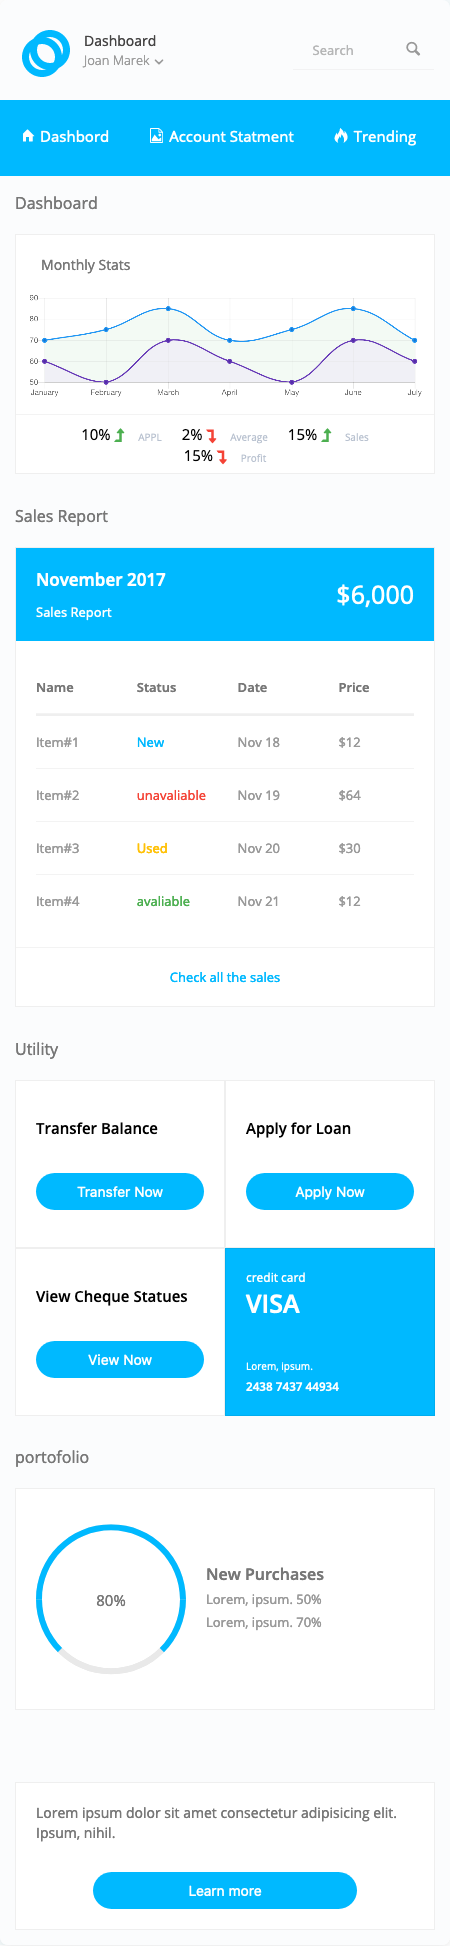 Dashboard
Joan Marek
Search
Dashbord
Account Statment
Trending
Dashboard
Monthly Stats
90
80
70
60
50
January February March April May June July
10% APPL 2% Average 15% Sales
15% Profit
Sales Report
November 2017
Sales Report
$6,000
Name Status Date Price
Item#1 New Nov 18 $12
Item#2 unavaliable Nov 19 $64
Item#3 Used Nov 20 $30
Item#4 avaliable Nov 21 $12
Check all the sales
Utility
Transfer Balance
Transfer Now
Apply for Loan
Apply Now
View Cheque Statues
View Now
credit card
VISA
Lorem, ipsum.
2438 7437 44934
portofolio
80%
New Purchases
Lorem, ipsum. 50%
Lorem, ipsum. 70%
Lorem ipsum dolor sit amet consectetur adipisicing elit.
Ipsum, nihil.
Learn more